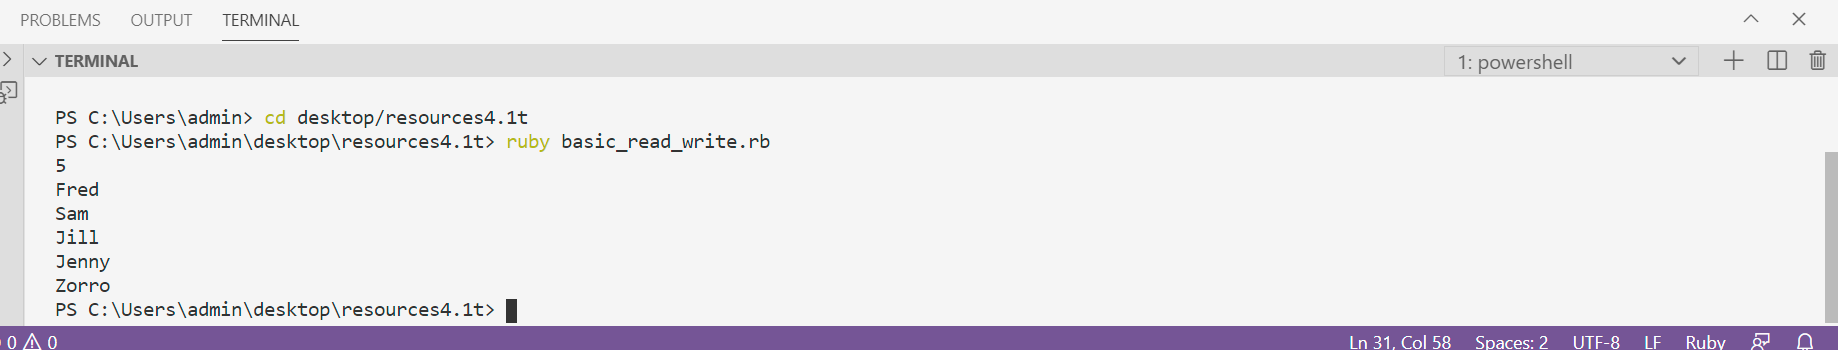 PROBLEMS OUTPUT TERMINAL
TERMINAL 1: powershell
PS C:\Users\admin> cd desktop/resources4.1t
PS C:\Users\admin\desktop\resources4.1t> ruby basic_read_write.rb
5
Fred
Sam
Jill
Jenny
Zorro
PS C:\Users\admin\desktop\resources4.1t>
0 0 Ln 31, Col 58 Spaces: 2 UTF-8 LF Ruby